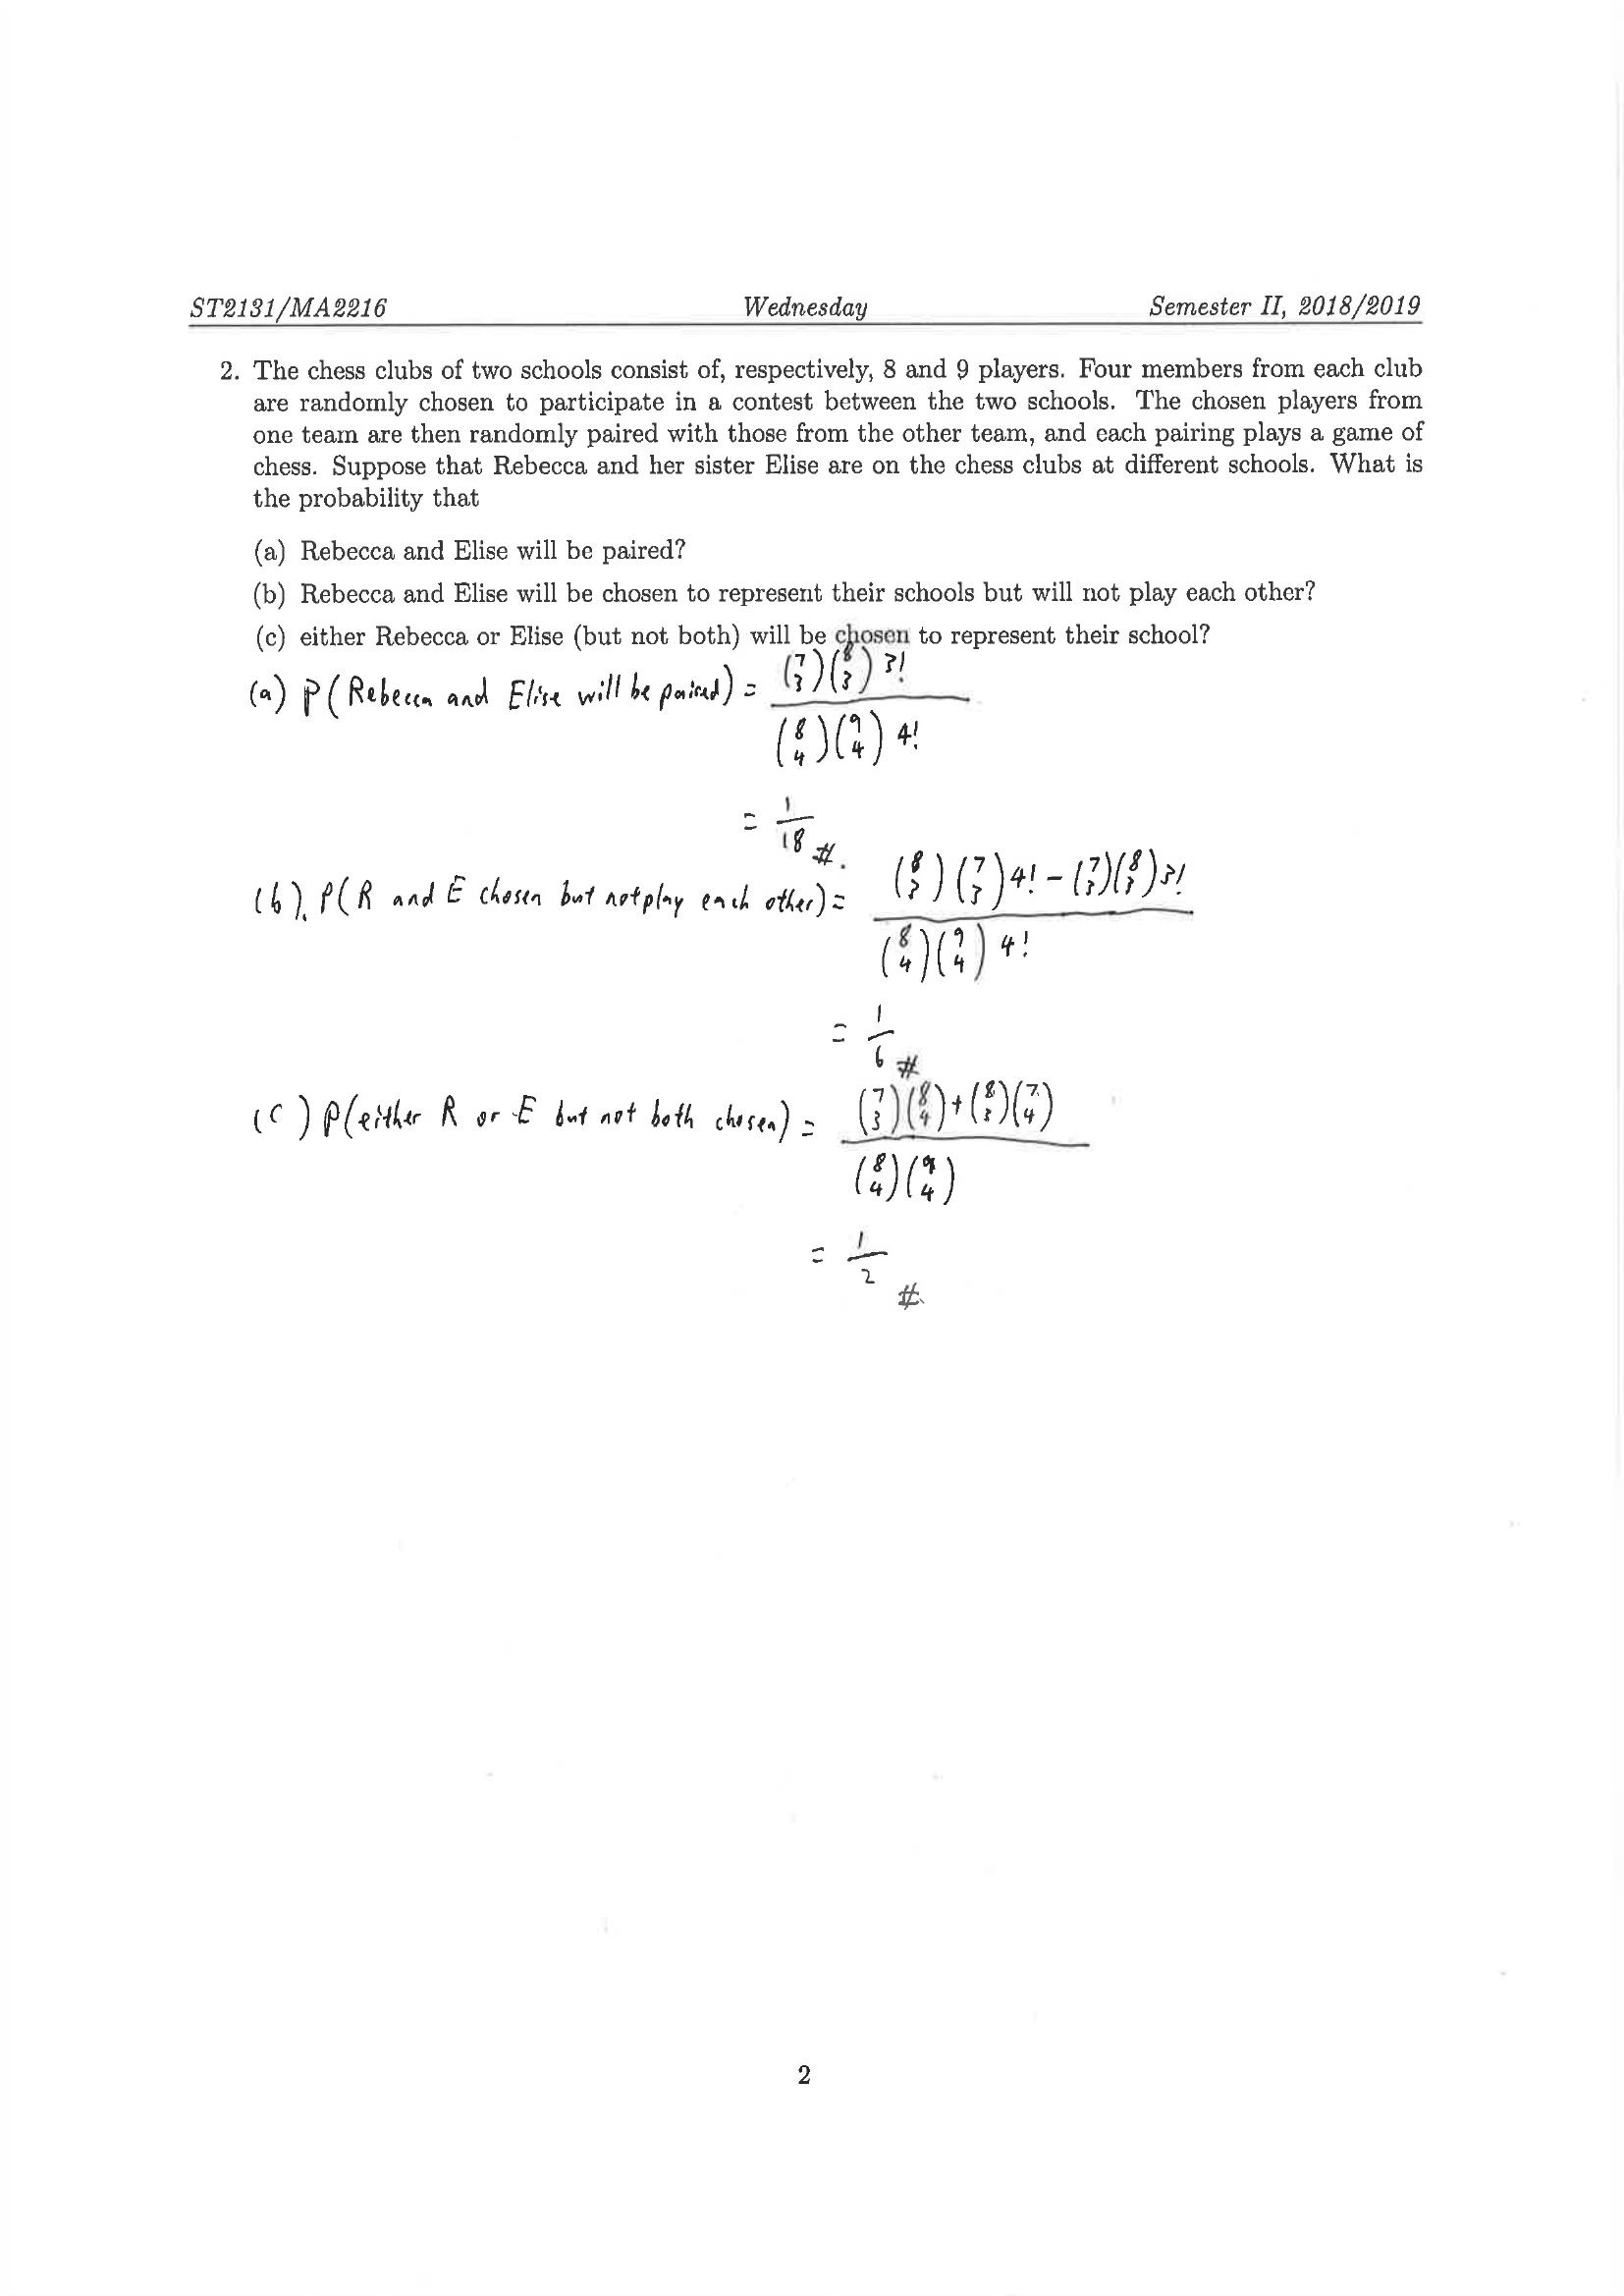 ST2131/MA2216 Wednesday Semester II, 2018/2019
2. The chess clubs of two schools consist of, respectively, 8 and 9 players. Four members from each club
are randomly chosen to participate in a contest between the two schools. The chosen players from
one team are then randomly paired with those from the other team, and each pairing plays a game of
chess. Suppose that Rebecca and her sister Elise are on the chess clubs at different schools. What is
the probability that
(a) Rebecca and Elise will be paired?
(b) Rebecca and Elise will be chosen to represent their schools but will not play each other?
(c) either Rebecca or Elise (but not both) will be chosen to represent their school?
(a) P(Rebecca and Elise will be paired) = \frac{\binom{7}{3}\binom{8}{3} 3!}{\binom{8}{4}\binom{9}{4} 4!}
= \frac{1}{18} #.
(b). P(R and E chosen but not play each other) = \frac{\binom{8}{3}\binom{7}{3} 4! - \binom{7}{3}\binom{8}{3} 3!}{\binom{8}{4}\binom{9}{4} 4!}
= \frac{1}{6} #
(c) P(either R or E but not both chosen) = \frac{\binom{7}{3}\binom{8}{4} + \binom{8}{3}\binom{7}{4}}{\binom{8}{4}\binom{9}{4}}
= \frac{1}{2} #
2